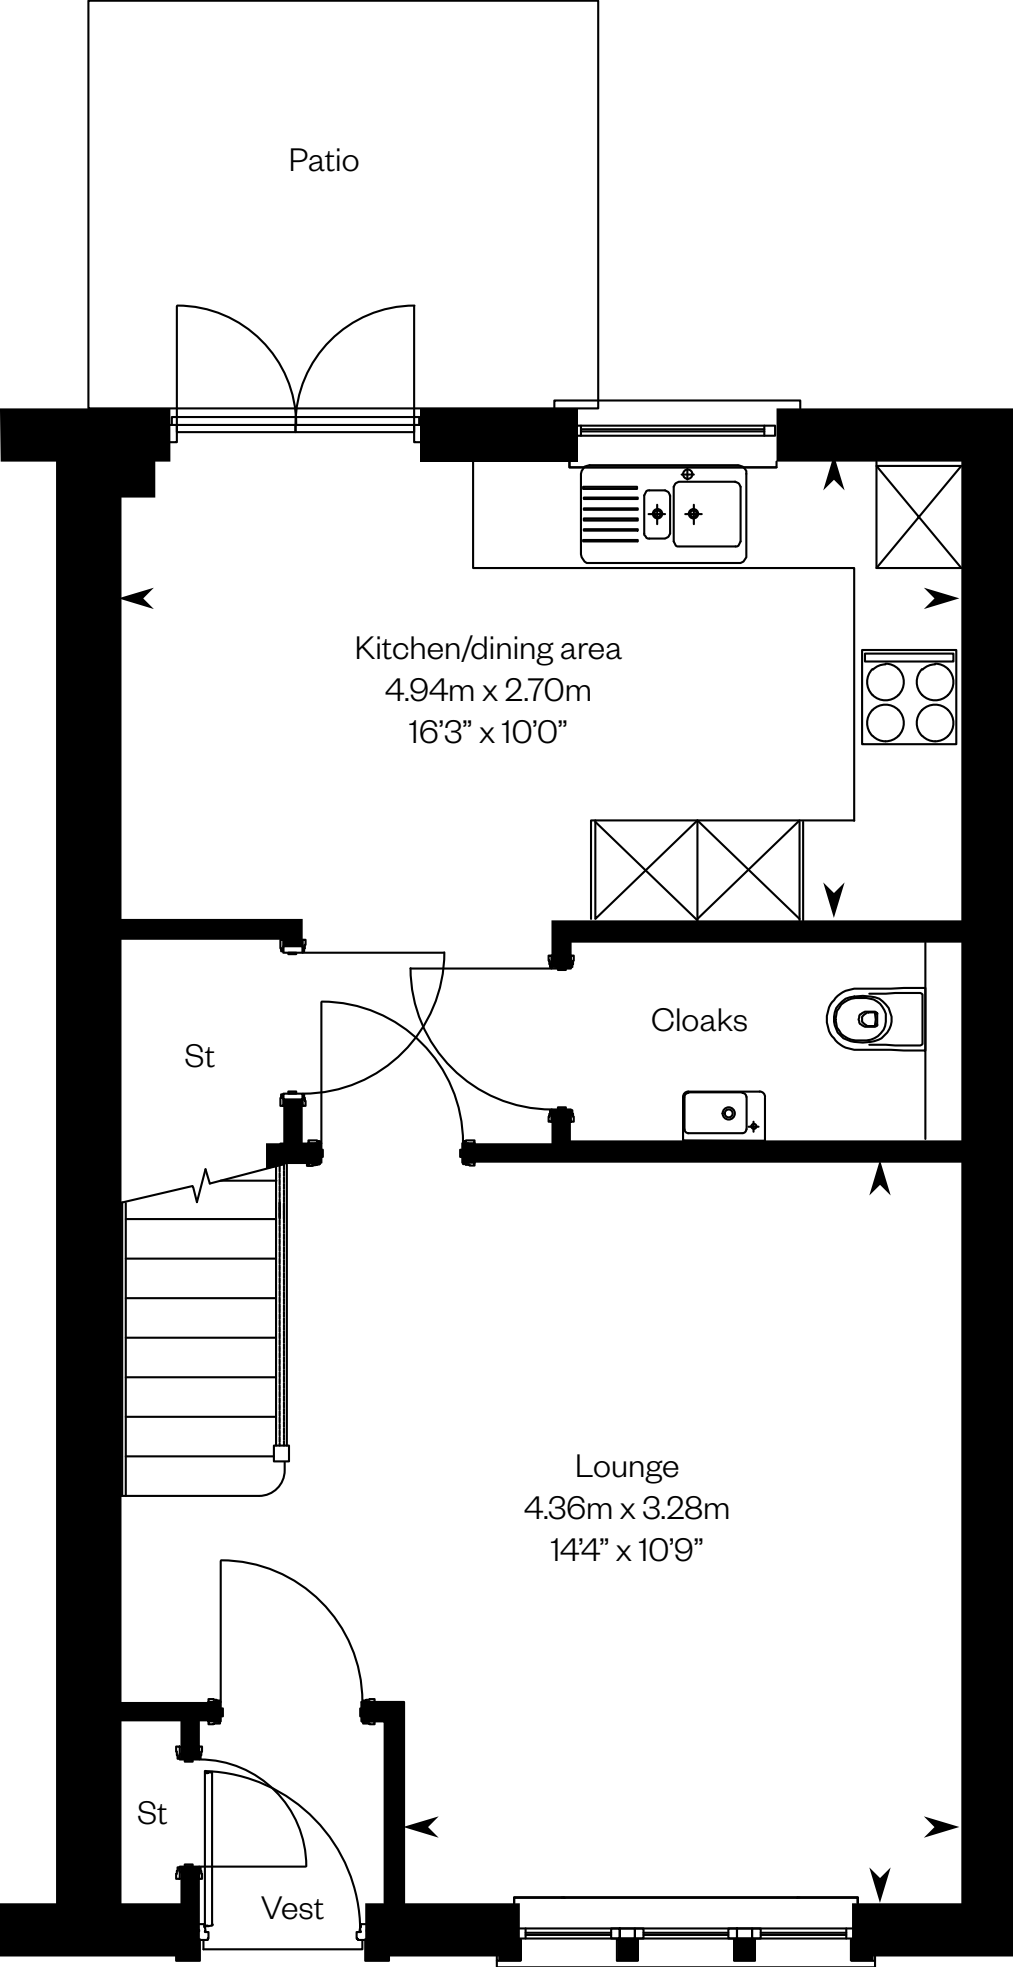 Patio
Kitchen/dining area
4.94m x 2.70m
16'3” x 10'0”
Cloaks
St
Lounge
4.36m x 3.28m
14'4” x 10'9”
St
Vest